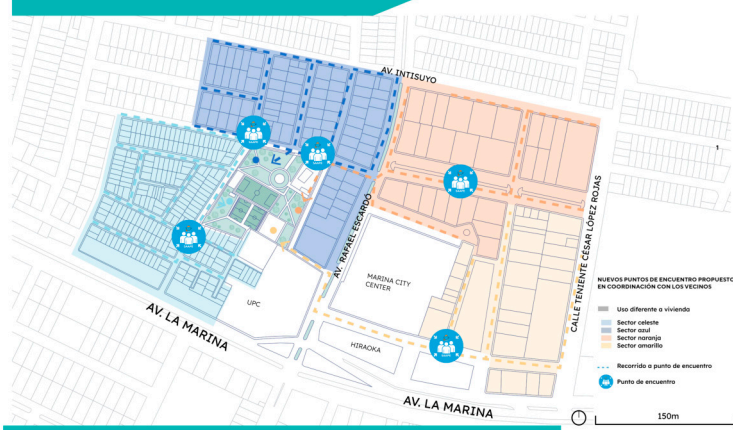 AV. INTISUYO
1
AV. RAFAEL ESCARDÓ
CALLE TENIENTE CÉSAR LÓPEZ ROJAS
MARINA CITY
CENTER
UPC
HIRAOKA
AV. LA MARINA
AV. LA MARINA
NUEVOS PUNTOS DE ENCUENTRO PROPUESTO
EN COORDINACIÓN CON LOS VECINOS
Uso diferente a vivienda
Sector celeste
Sector azul
Sector naranja
Sector amarillo
Recorrido a punto de encuentro
Punto de encuentro
150m